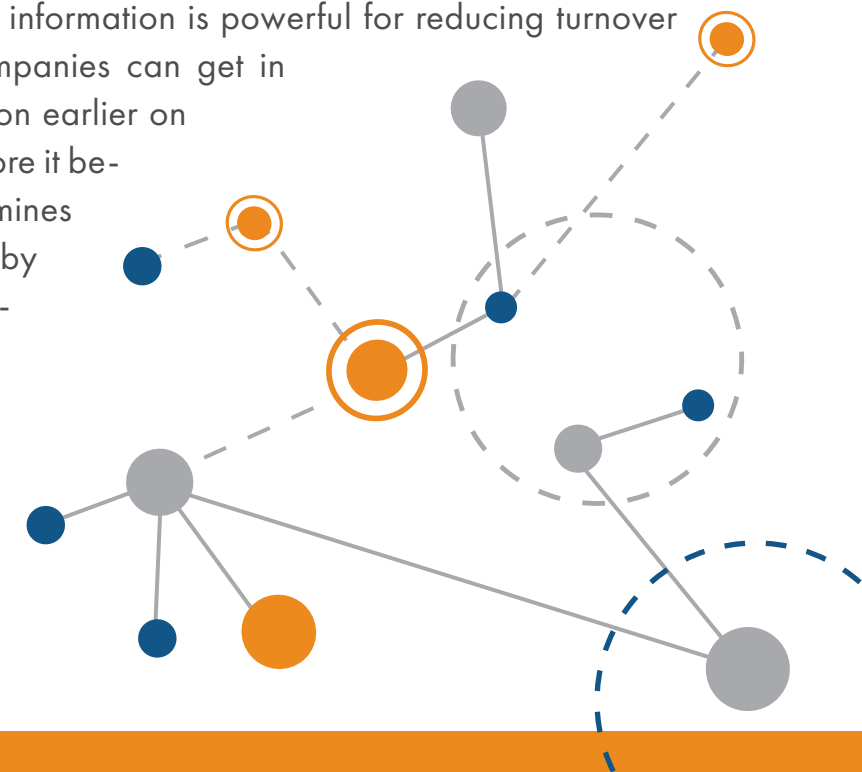 information is powerful for reducing turnover
mpanies can get in
on earlier on
ore it be-
mines
by
-